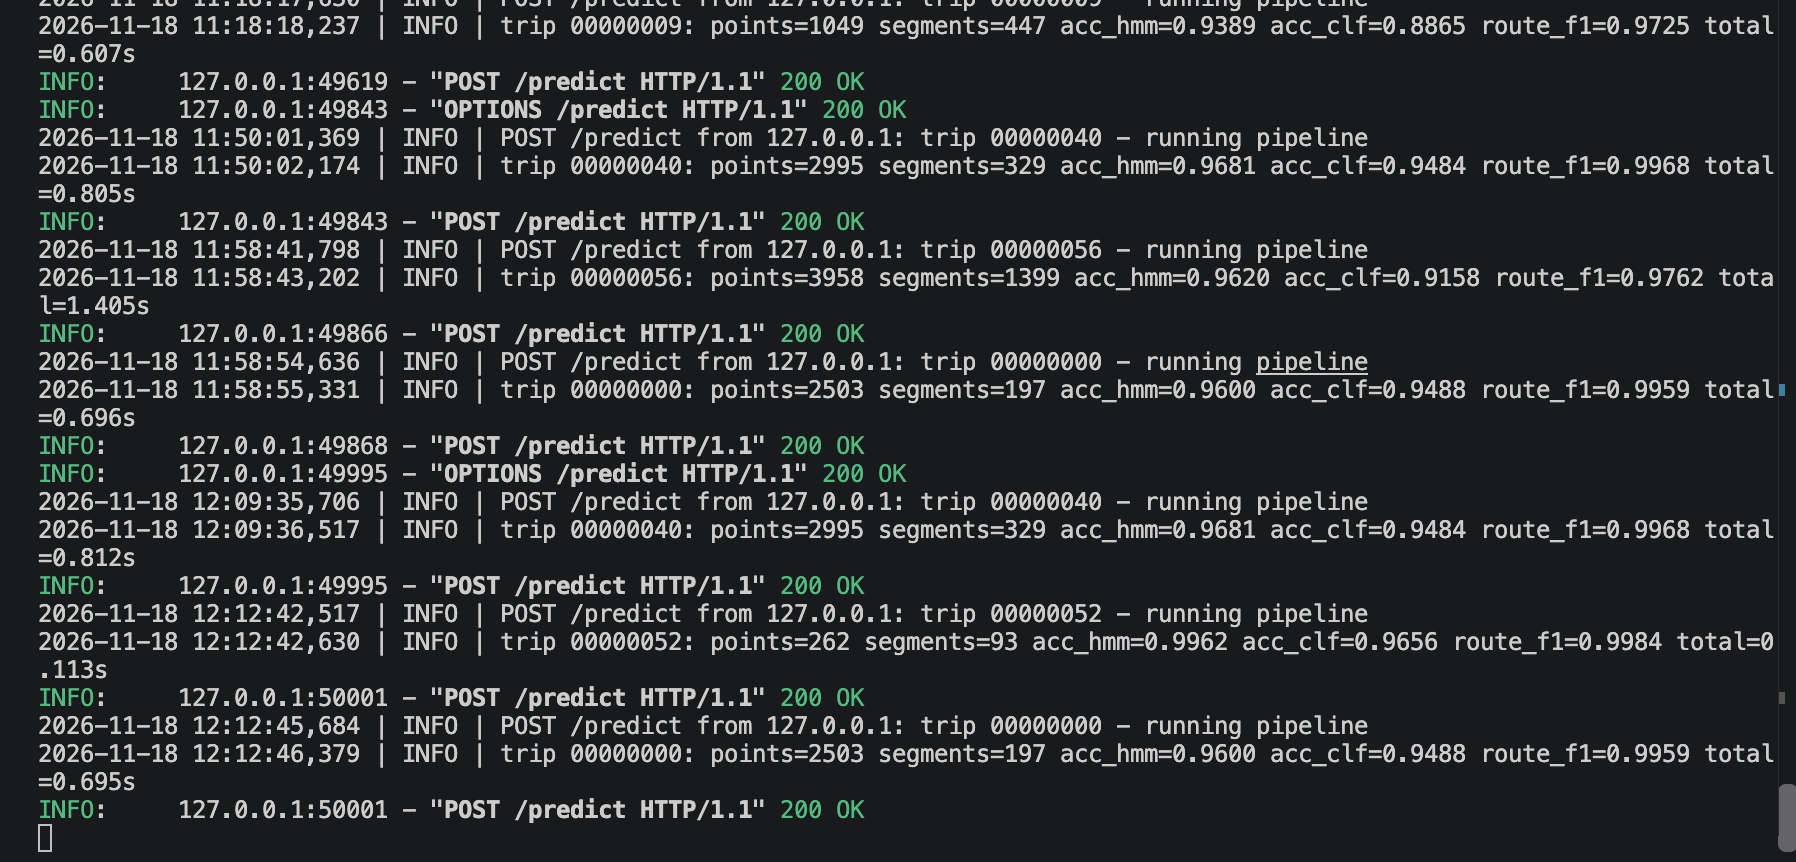 2026-11-18 11:18:17,630 | INFO | POST /predict from 127.0.0.1: trip 00000009 – running pipeline
2026-11-18 11:18:18,237 | INFO | trip 00000009: points=1049 segments=447 acc_hmm=0.9389 acc_clf=0.8865 route_f1=0.9725 total
=0.607s
INFO:     127.0.0.1:49619 – "POST /predict HTTP/1.1" 200 OK
INFO:     127.0.0.1:49843 – "OPTIONS /predict HTTP/1.1" 200 OK
2026-11-18 11:50:01,369 | INFO | POST /predict from 127.0.0.1: trip 00000040 – running pipeline
2026-11-18 11:50:02,174 | INFO | trip 00000040: points=2995 segments=329 acc_hmm=0.9681 acc_clf=0.9484 route_f1=0.9968 total
=0.805s
INFO:     127.0.0.1:49843 – "POST /predict HTTP/1.1" 200 OK
2026-11-18 11:58:41,798 | INFO | POST /predict from 127.0.0.1: trip 00000056 – running pipeline
2026-11-18 11:58:43,202 | INFO | trip 00000056: points=3958 segments=1399 acc_hmm=0.9620 acc_clf=0.9158 route_f1=0.9762 tota
l=1.405s
INFO:     127.0.0.1:49866 – "POST /predict HTTP/1.1" 200 OK
2026-11-18 11:58:54,636 | INFO | POST /predict from 127.0.0.1: trip 00000000 – running pipeline
2026-11-18 11:58:55,331 | INFO | trip 00000000: points=2503 segments=197 acc_hmm=0.9600 acc_clf=0.9488 route_f1=0.9959 total
=0.696s
INFO:     127.0.0.1:49868 – "POST /predict HTTP/1.1" 200 OK
INFO:     127.0.0.1:49995 – "OPTIONS /predict HTTP/1.1" 200 OK
2026-11-18 12:09:35,706 | INFO | POST /predict from 127.0.0.1: trip 00000040 – running pipeline
2026-11-18 12:09:36,517 | INFO | trip 00000040: points=2995 segments=329 acc_hmm=0.9681 acc_clf=0.9484 route_f1=0.9968 total
=0.812s
INFO:     127.0.0.1:49995 – "POST /predict HTTP/1.1" 200 OK
2026-11-18 12:12:42,517 | INFO | POST /predict from 127.0.0.1: trip 00000052 – running pipeline
2026-11-18 12:12:42,630 | INFO | trip 00000052: points=262 segments=93 acc_hmm=0.9962 acc_clf=0.9656 route_f1=0.9984 total=0
.113s
INFO:     127.0.0.1:50001 – "POST /predict HTTP/1.1" 200 OK
2026-11-18 12:12:45,684 | INFO | POST /predict from 127.0.0.1: trip 00000000 – running pipeline
2026-11-18 12:12:46,379 | INFO | trip 00000000: points=2503 segments=197 acc_hmm=0.9600 acc_clf=0.9488 route_f1=0.9959 total
=0.695s
INFO:     127.0.0.1:50001 – "POST /predict HTTP/1.1" 200 OK